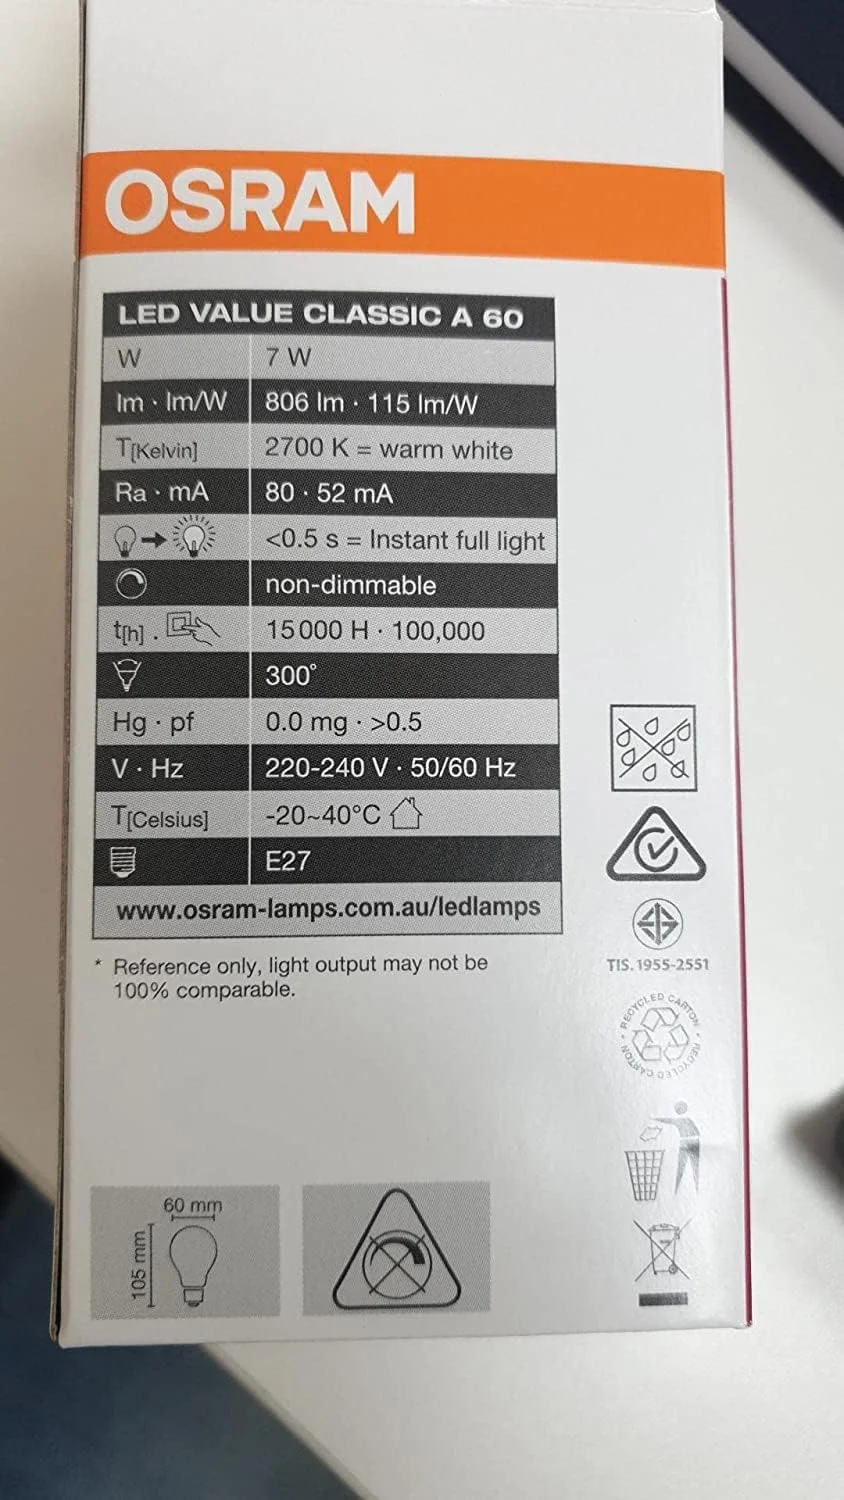 OSRAM
LED VALUE CLASSIC A 60
W 7 W
lm · lm/W 806 lm · 115 lm/W
T[Kelvin] 2700 K = warm white
Ra · mA 80 · 52 mA
<0.5 s = Instant full light
non-dimmable
t[h] . 15000 H · 100,000
300°
Hg · pf 0.0 mg · >0.5
V · Hz 220-240 V · 50/60 Hz
T[Celsius] -20~40°C
E27
www.osram-lamps.com.au/ledlamps
* Reference only, light output may not be
100% comparable.
TIS. 1955-2551
RECYCLED CARTON • RECYCLED CARTON •
60 mm
105 mm